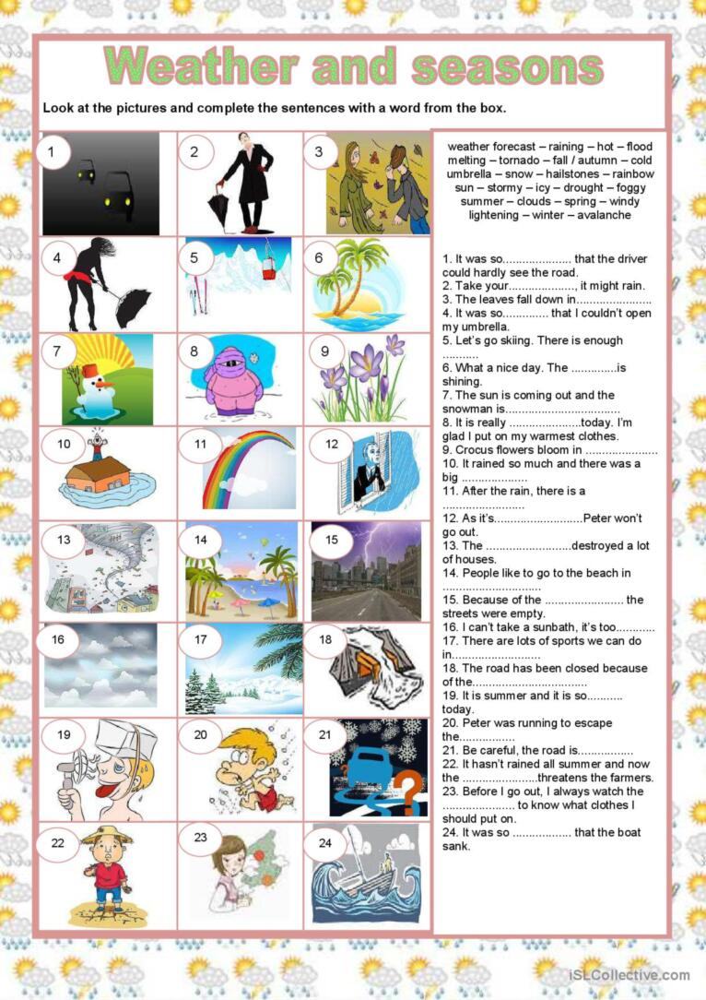 Weather and seasons
Look at the pictures and complete the sentences with a word from the box.
1
2
3
4
5
6
7
8
9
10
11
12
13
14
15
16
17
18
19
20
21
22
23
24
weather forecast – raining – hot – flood
melting – tornado – fall / autumn – cold
umbrella – snow – hailstones – rainbow
sun – stormy – icy – drought – foggy
summer – clouds – spring – windy
lightening – winter – avalanche
1. It was so...................... that the driver
could hardly see the road.
2. Take your....................., it might rain.
3. The leaves fall down in........................
4. It was so.............. that I couldn't open
my umbrella.
5. Let's go skiing. There is enough
...........
6. What a nice day. The ..............is
shining.
7. The sun is coming out and the
snowman is....................................
8. It is really .......................today. I'm
glad I put on my warmest clothes.
9. Crocus flowers bloom in .......................
10. It rained so much and there was a
big .....................
11. After the rain, there is a
..........................
12. As it's............................Peter won't
go out.
13. The ...........................destroyed a lot
of houses.
14. People like to go to the beach in
...............................
15. Because of the ......................... the
streets were empty.
16. I can't take a sunbath, it's too............
17. There are lots of sports we can do
in....................................
18. The road has been closed because
of the....................................
19. It is summer and it is so...........
today.
20. Peter was running to escape
the..................
21. Be careful, the road is.................
22. It hasn't rained all summer and now
the .......................threatens the farmers.
23. Before I go out, I always watch the
....................... to know what clothes I
should put on.
24. It was so ................... that the boat
sank.
iSLCollective.com